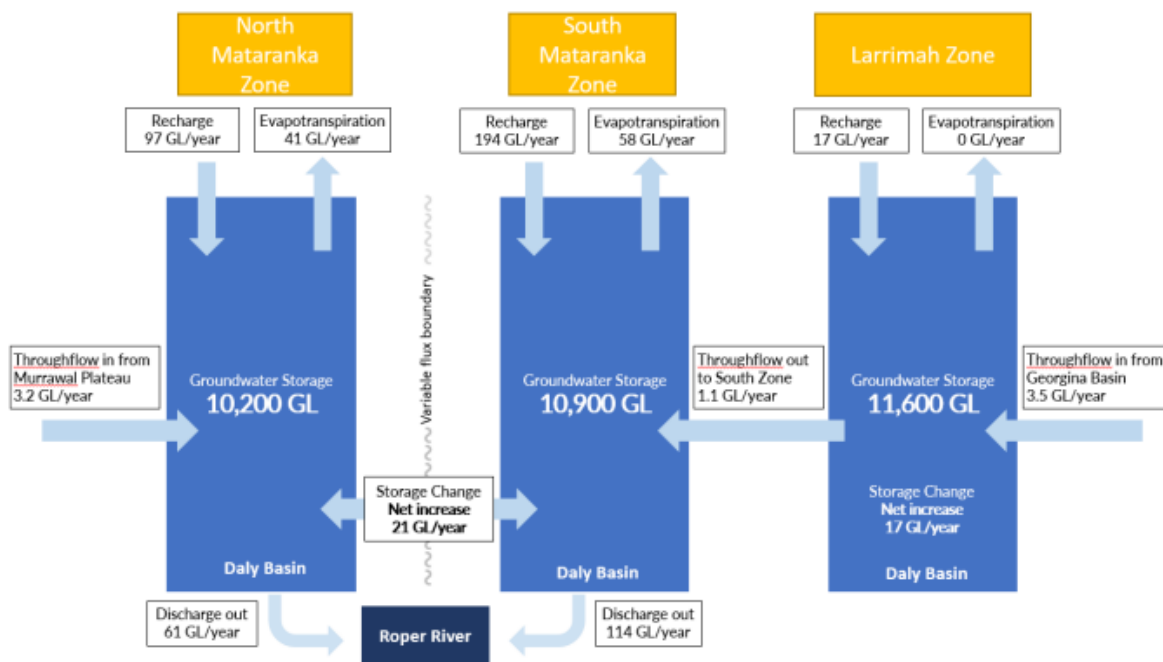 North
Mataranka
Zone
South
Mataranka
Zone
Larrimah Zone
Recharge
97 GL/year
Evapotranspiration
41 GL/year
Recharge
194 GL/year
Evapotranspiration
58 GL/year
Recharge
17 GL/year
Evapotranspiration
0 GL/year
Variable flux boundary
Throughflow in from
Murrawal Plateau
3.2 GL/year
Groundwater Storage
10,200 GL
Groundwater Storage
10,900 GL
Throughflow out
to South Zone
1.1 GL/year
Groundwater Storage
11,600 GL
Throughflow in from
Georgina Basin
3.5 GL/year
Storage Change
Net increase
21 GL/year
Storage Change
Net increase
17 GL/year
Daly Basin
Daly Basin
Daly Basin
Discharge out
61 GL/year
Roper River
Discharge out
114 GL/year